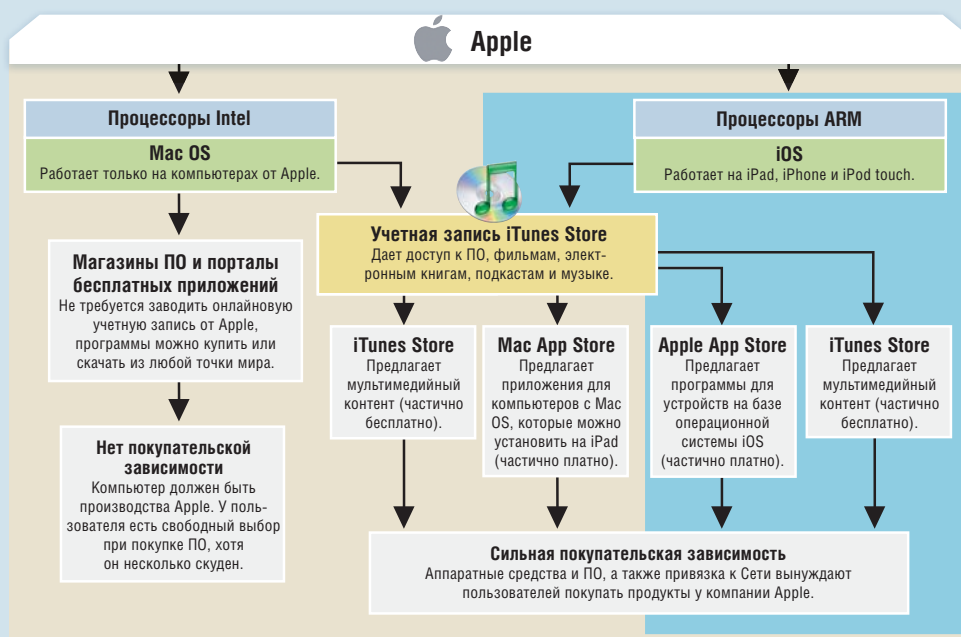 Apple
Процессоры Intel
Mac OS
Работает только на компьютерах от Apple.
Процессоры ARM
iOS
Работает на iPad, iPhone и iPod touch.
Учетная запись iTunes Store
Дает доступ к ПО, фильмам, элект-
ронным книгам, подкастам и музыке.
Магазины ПО и порталы
бесплатных приложений
Не требуется заводить онлайновую
учетную запись от Apple,
программы можно купить или
скачать из любой точки мира.
iTunes Store
Предлагает
мультимедийный
контент (частично
бесплатно).
Mac App Store
Предлагает
приложения для
компьютеров с Mac
OS, которые можно
установить на iPad
(частично платно).
Apple App Store
Предлагает
программы для
устройств на базе
операционной
системы iOS
(частично платно).
iTunes Store
Предлагает
мультимедийный
контент (частично
бесплатно).
Нет покупательской
зависимости
Компьютер должен быть
производства Apple. У поль-
зователя есть свободный выбор
при покупке ПО, хотя
он несколько скуден.
Сильная покупательская зависимость
Аппаратные средства и ПО, а также привязка к Сети вынуждают
пользователей покупать продукты у компании Apple.